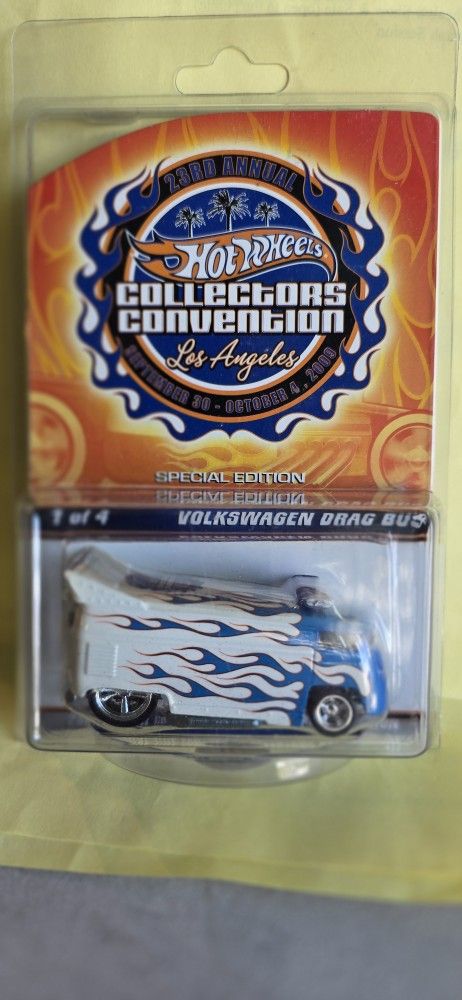 23RD ANNUAL
HOT WHEELS
COLLECTORS
CONVENTION
Los Angeles
SEPTEMBER 30 - OCTOBER 4, 2009
SPECIAL EDITION
1 of 4 VOLKSWAGEN DRAG BUS